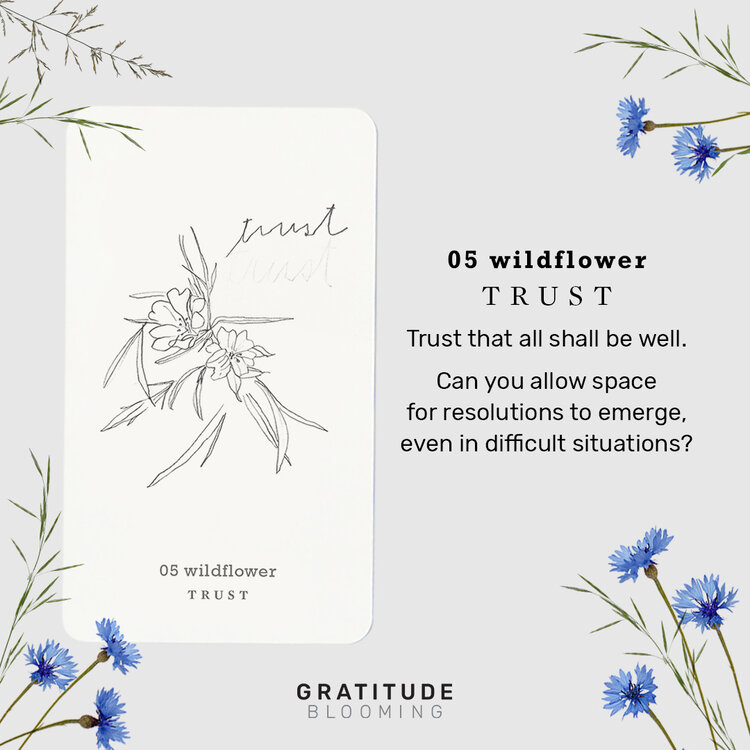 trust
trust
05 wildflower
TRUST
05 wildflower
TRUST
Trust that all shall be well.
Can you allow space
for resolutions to emerge,
even in difficult situations?
GRATITUDE
BLOOMING